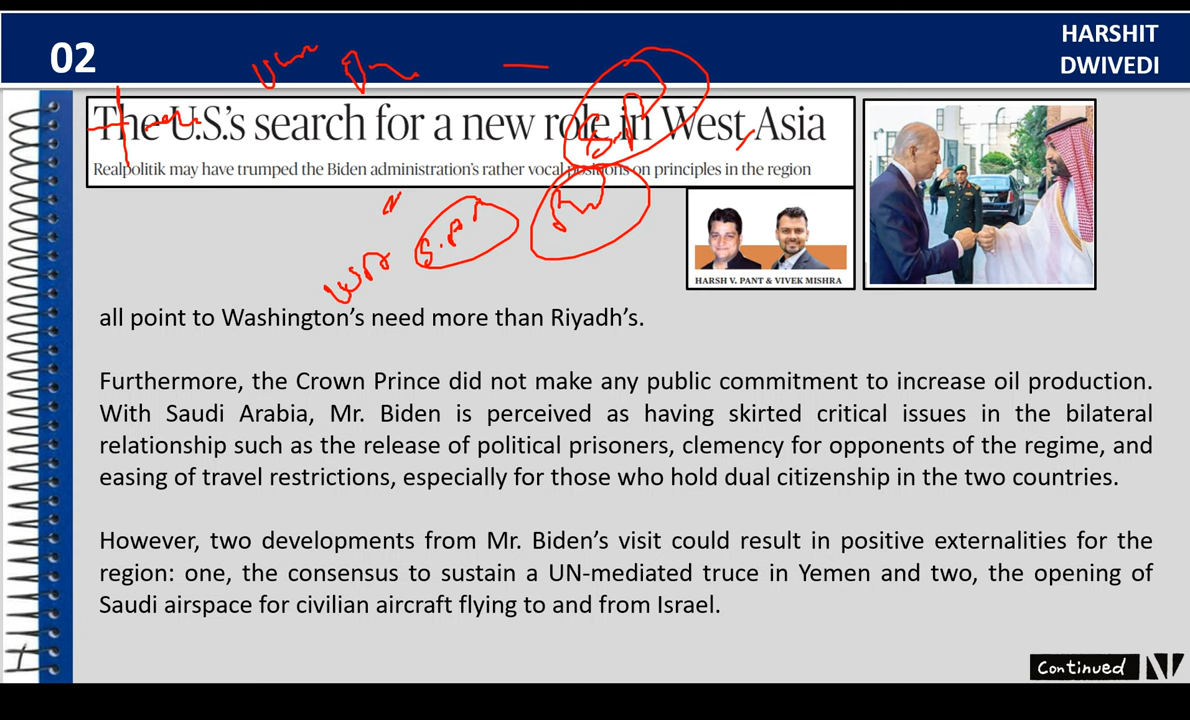 02
HARSHIT
DWIVEDI
The U.S.'s search for a new role in West Asia
Realpolitik may have trumped the Biden administration's rather vocal positions on principles in the region
HARSH V. PANT & VIVEK MISHRA
all point to Washington's need more than Riyadh's.
Furthermore, the Crown Prince did not make any public commitment to increase oil production.
With Saudi Arabia, Mr. Biden is perceived as having skirted critical issues in the bilateral
relationship such as the release of political prisoners, clemency for opponents of the regime, and
easing of travel restrictions, especially for those who hold dual citizenship in the two countries.
However, two developments from Mr. Biden's visit could result in positive externalities for the
region: one, the consensus to sustain a UN-mediated truce in Yemen and two, the opening of
Saudi airspace for civilian aircraft flying to and from Israel.
Continued